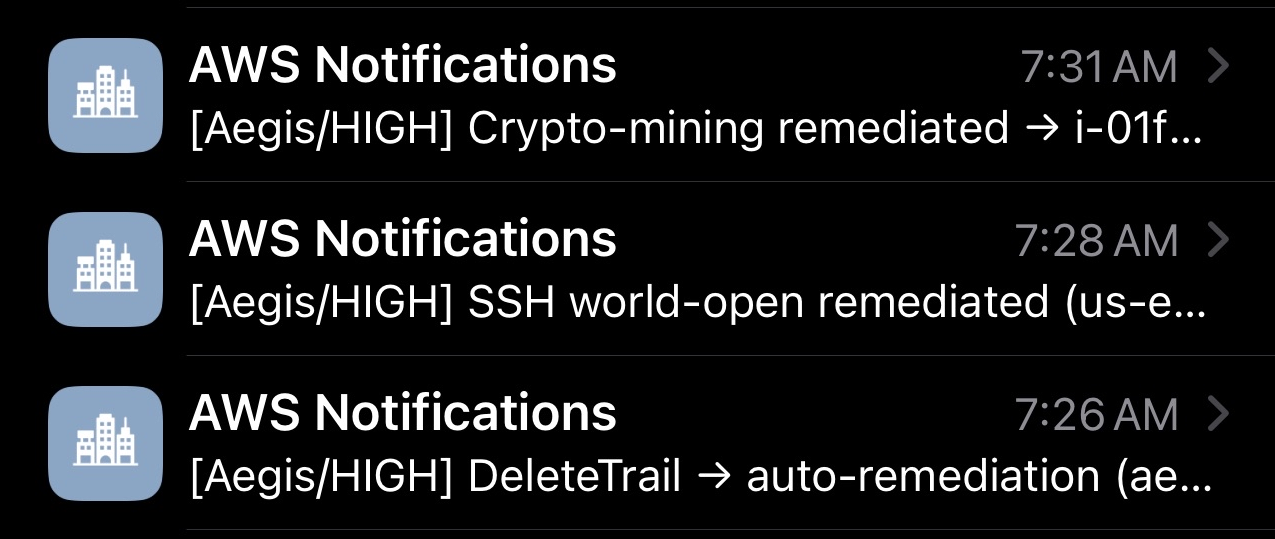 AWS Notifications 7:31 AM
[Aegis/HIGH] Crypto-mining remediated → i-01f...
AWS Notifications 7:28 AM
[Aegis/HIGH] SSH world-open remediated (us-e...
AWS Notifications 7:26 AM
[Aegis/HIGH] DeleteTrail → auto-remediation (ae...